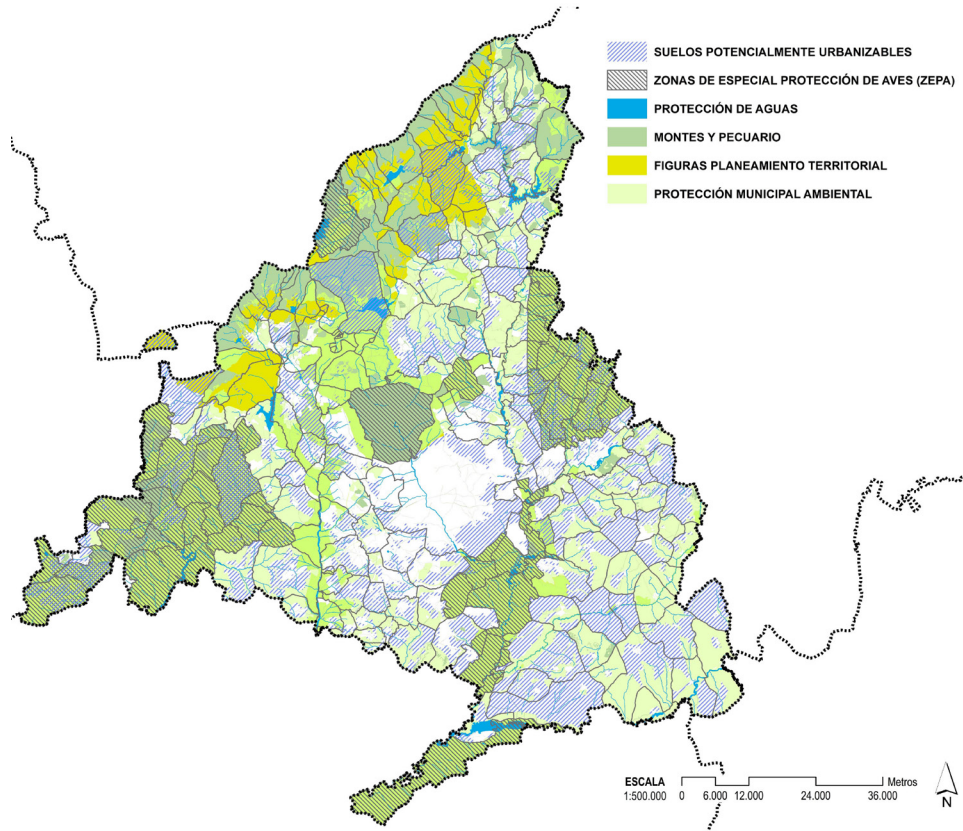 SUELOS POTENCIALMENTE URBANIZABLES
ZONAS DE ESPECIAL PROTECCIÓN DE AVES (ZEPA)
PROTECCIÓN DE AGUAS
MONTES Y PECUARIO
FIGURAS PLANEAMIENTO TERRITORIAL
PROTECCIÓN MUNICIPAL AMBIENTAL
ESCALA Metros
1:500.000 0 6.000 12.000 24.000 36.000
N